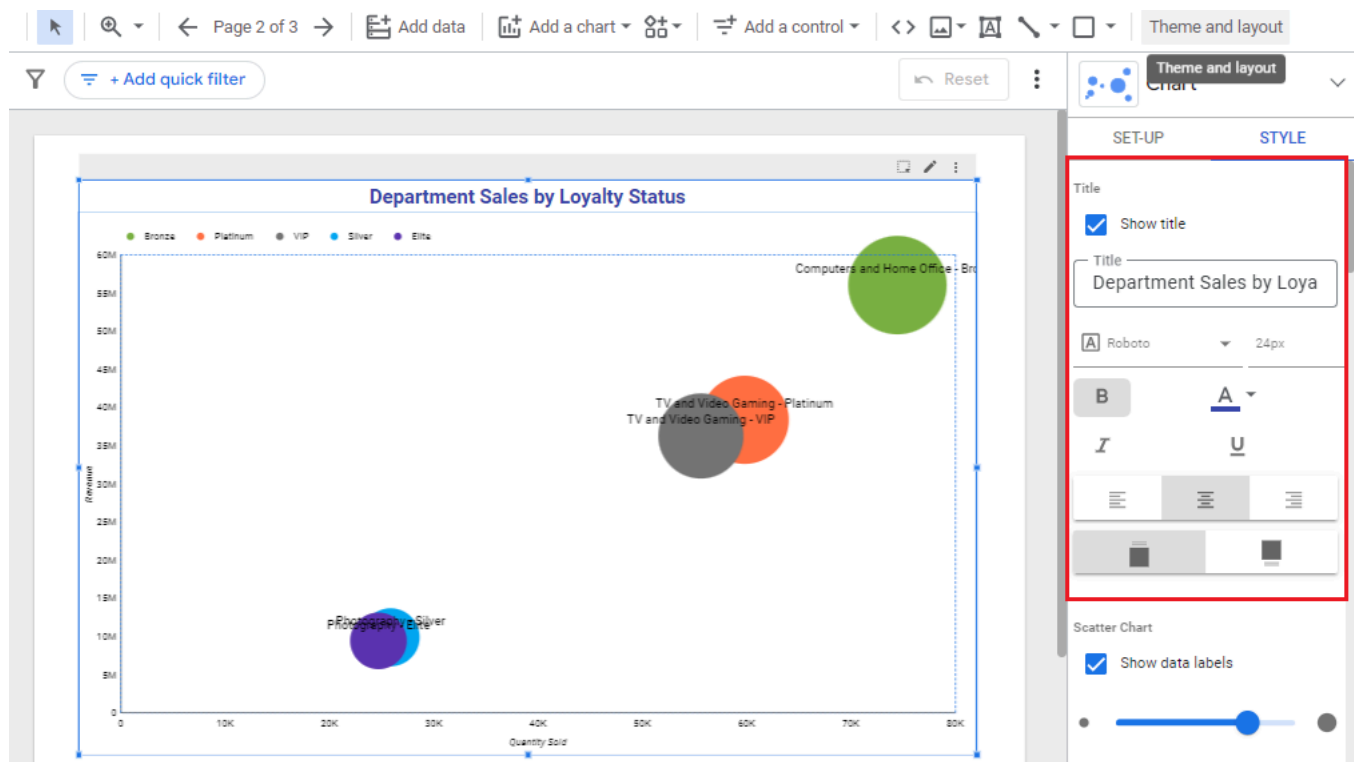 Page 2 of 3
Add data
Add a chart
Add a control
Theme and layout
+ Add quick filter
Reset
Theme and layout
Chart
SET-UP
STYLE
Department Sales by Loyalty Status
Bronze
Platinum
VIP
Silver
Elite
60M
55M
50M
45M
40M
35M
30M
25M
20M
15M
10M
5M
0
Revenue
Computers and Home Office - Bro
TV and Video Gaming - Platinum
TV and Video Gaming - VIP
Photography - Silver
Photography - Elite
0
10K
20K
30K
40K
50K
60K
70K
80K
Quantity Sold
Title
Show title
Title
Department Sales by Loya
A Roboto
24px
B
A
I
U
Scatter Chart
Show data labels